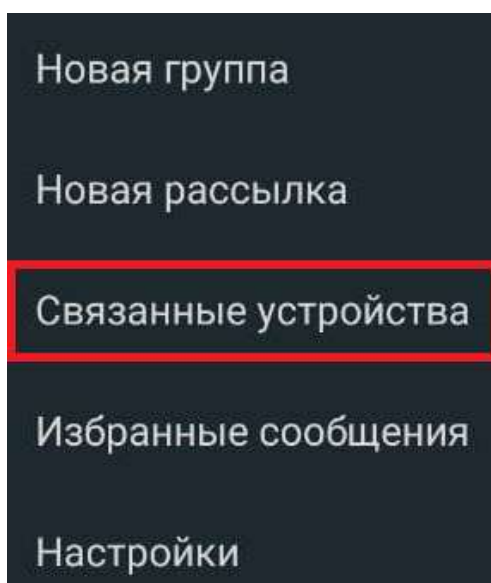 Новая группа
Новая рассылка
Связанные устройства
Избранные сообщения
Настройки